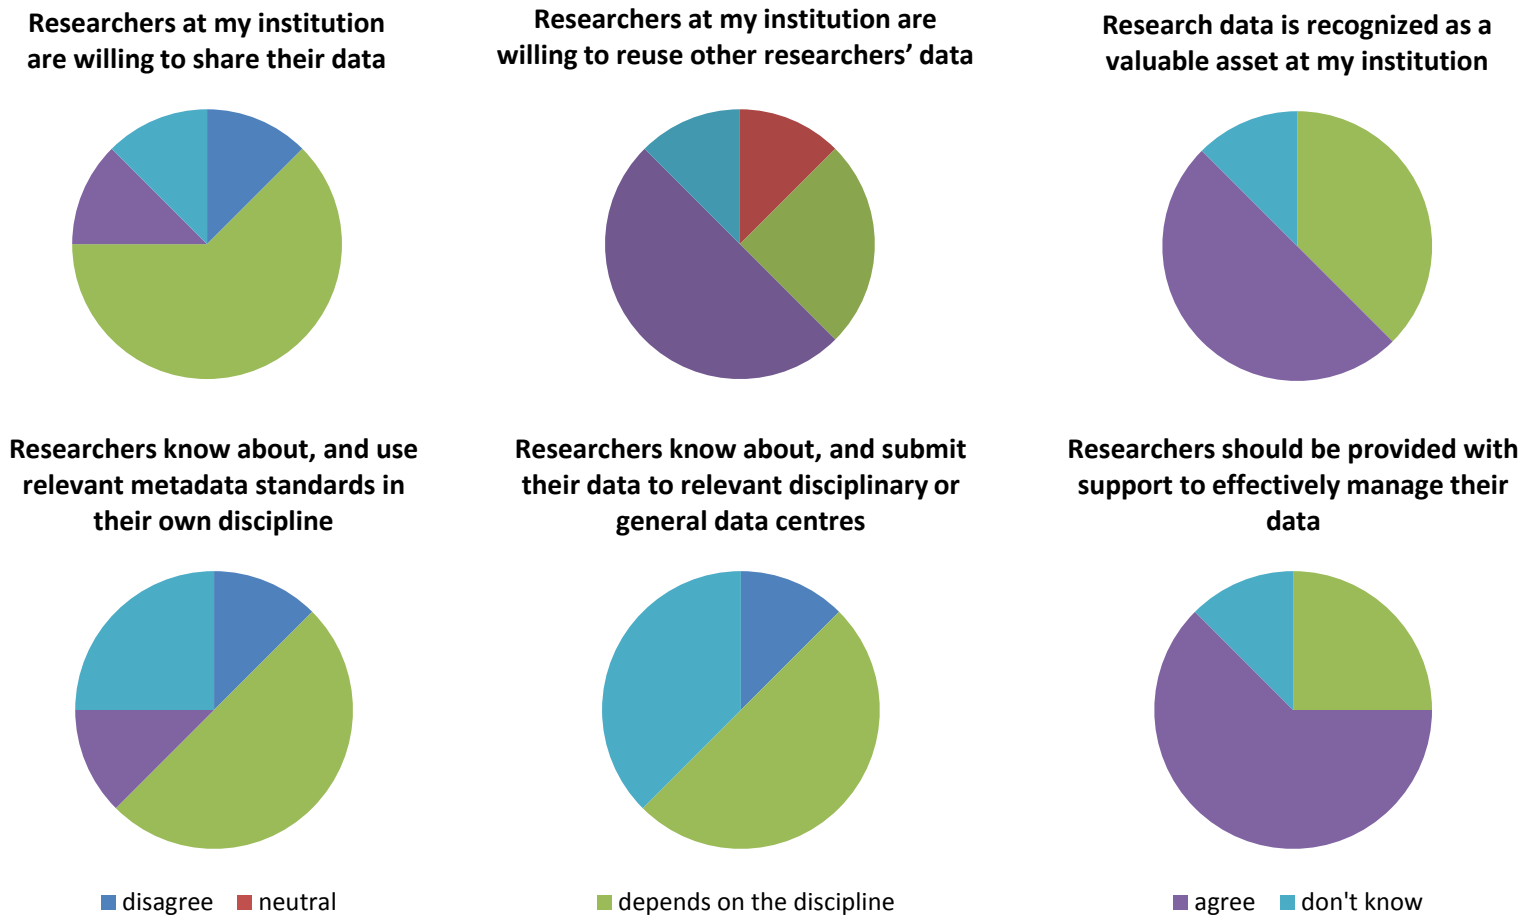 Researchers at my institution
are willing to share their data
Researchers at my institution are
willing to reuse other researchers’ data
Research data is recognized as a
valuable asset at my institution
Researchers know about, and use
relevant metadata standards in
their own discipline
Researchers know about, and submit
their data to relevant disciplinary or
general data centres
Researchers should be provided with
support to effectively manage their
data
disagree
neutral
depends on the discipline
agree
don't know